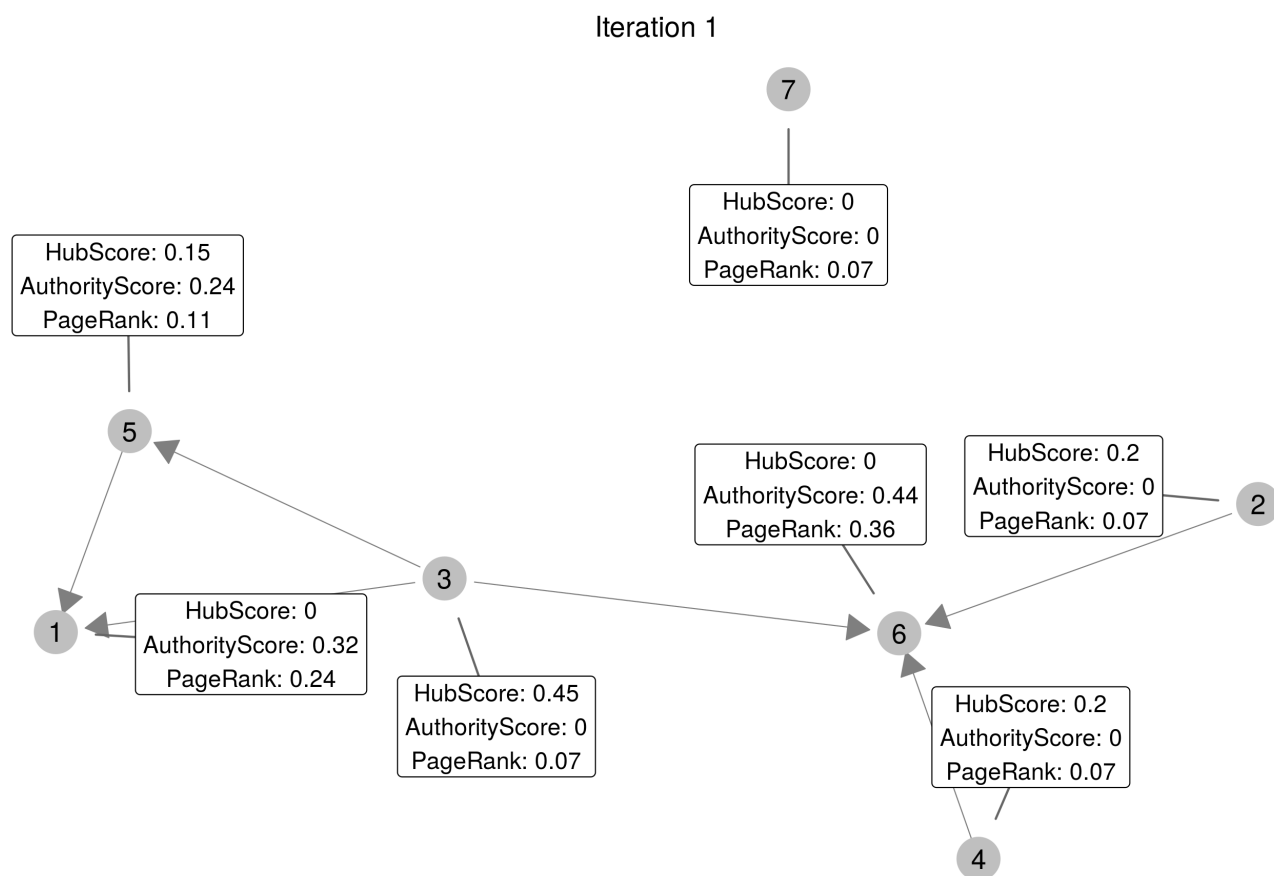 Iteration 1
7
HubScore: 0
AuthorityScore: 0
PageRank: 0.07
HubScore: 0.15
AuthorityScore: 0.24
PageRank: 0.11
5
HubScore: 0
AuthorityScore: 0.44
PageRank: 0.36
HubScore: 0.2
AuthorityScore: 0
PageRank: 0.07
2
3
1
HubScore: 0
AuthorityScore: 0.32
PageRank: 0.24
6
HubScore: 0.45
AuthorityScore: 0
PageRank: 0.07
HubScore: 0.2
AuthorityScore: 0
PageRank: 0.07
4